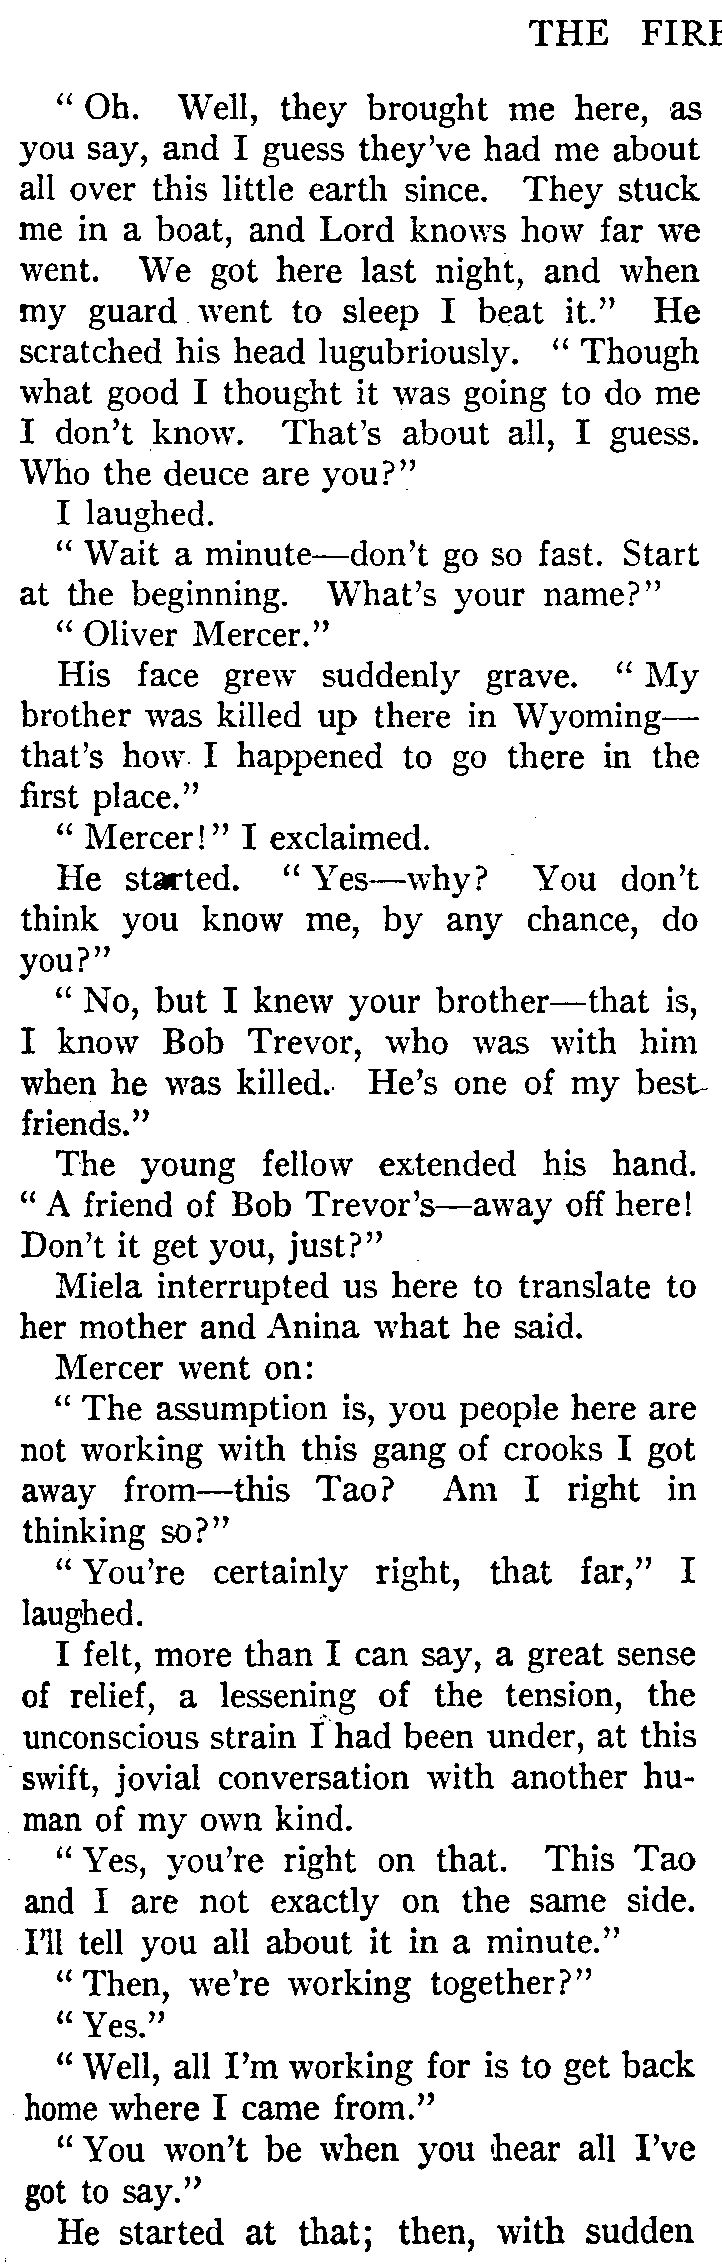 THE FIRE
“ Oh. Well, they brought me here, as
you say, and I guess they've had me about
all over this little earth since. They stuck
me in a boat, and Lord knows how far we
went. We got here last night, and when
my guard went to sleep I beat it.” He
scratched his head lugubriously. “ Though
what good I thought it was going to do me
I don't know. That's about all, I guess.
Who the deuce are you?”
I laughed.
“ Wait a minute—don't go so fast. Start
at the beginning. What's your name?”
“ Oliver Mercer.”
His face grew suddenly grave. “ My
brother was killed up there in Wyoming—
that's how I happened to go there in the
first place.”
“ Mercer!” I exclaimed.
He started. “ Yes—why? You don't
think you know me, by any chance, do
you?”
“ No, but I knew your brother—that is,
I know Bob Trevor, who was with him
when he was killed. He's one of my best
friends.”
The young fellow extended his hand.
“ A friend of Bob Trevor's—away off here!
Don't it get you, just?”
Miela interrupted us here to translate to
her mother and Anina what he said.
Mercer went on:
“ The assumption is, you people here are
not working with this gang of crooks I got
away from—this Tao? Am I right in
thinking so?”
“ You're certainly right, that far,” I
laughed.
I felt, more than I can say, a great sense
of relief, a lessening of the tension, the
unconscious strain I had been under, at this
swift, jovial conversation with another hu-
man of my own kind.
“ Yes, you're right on that. This Tao
and I are not exactly on the same side.
I'll tell you all about it in a minute.”
“ Then, we're working together?”
“ Yes.”
“ Well, all I'm working for is to get back
home where I came from.”
“ You won't be when you hear all I've
got to say.”
He started at that; then, with sudden